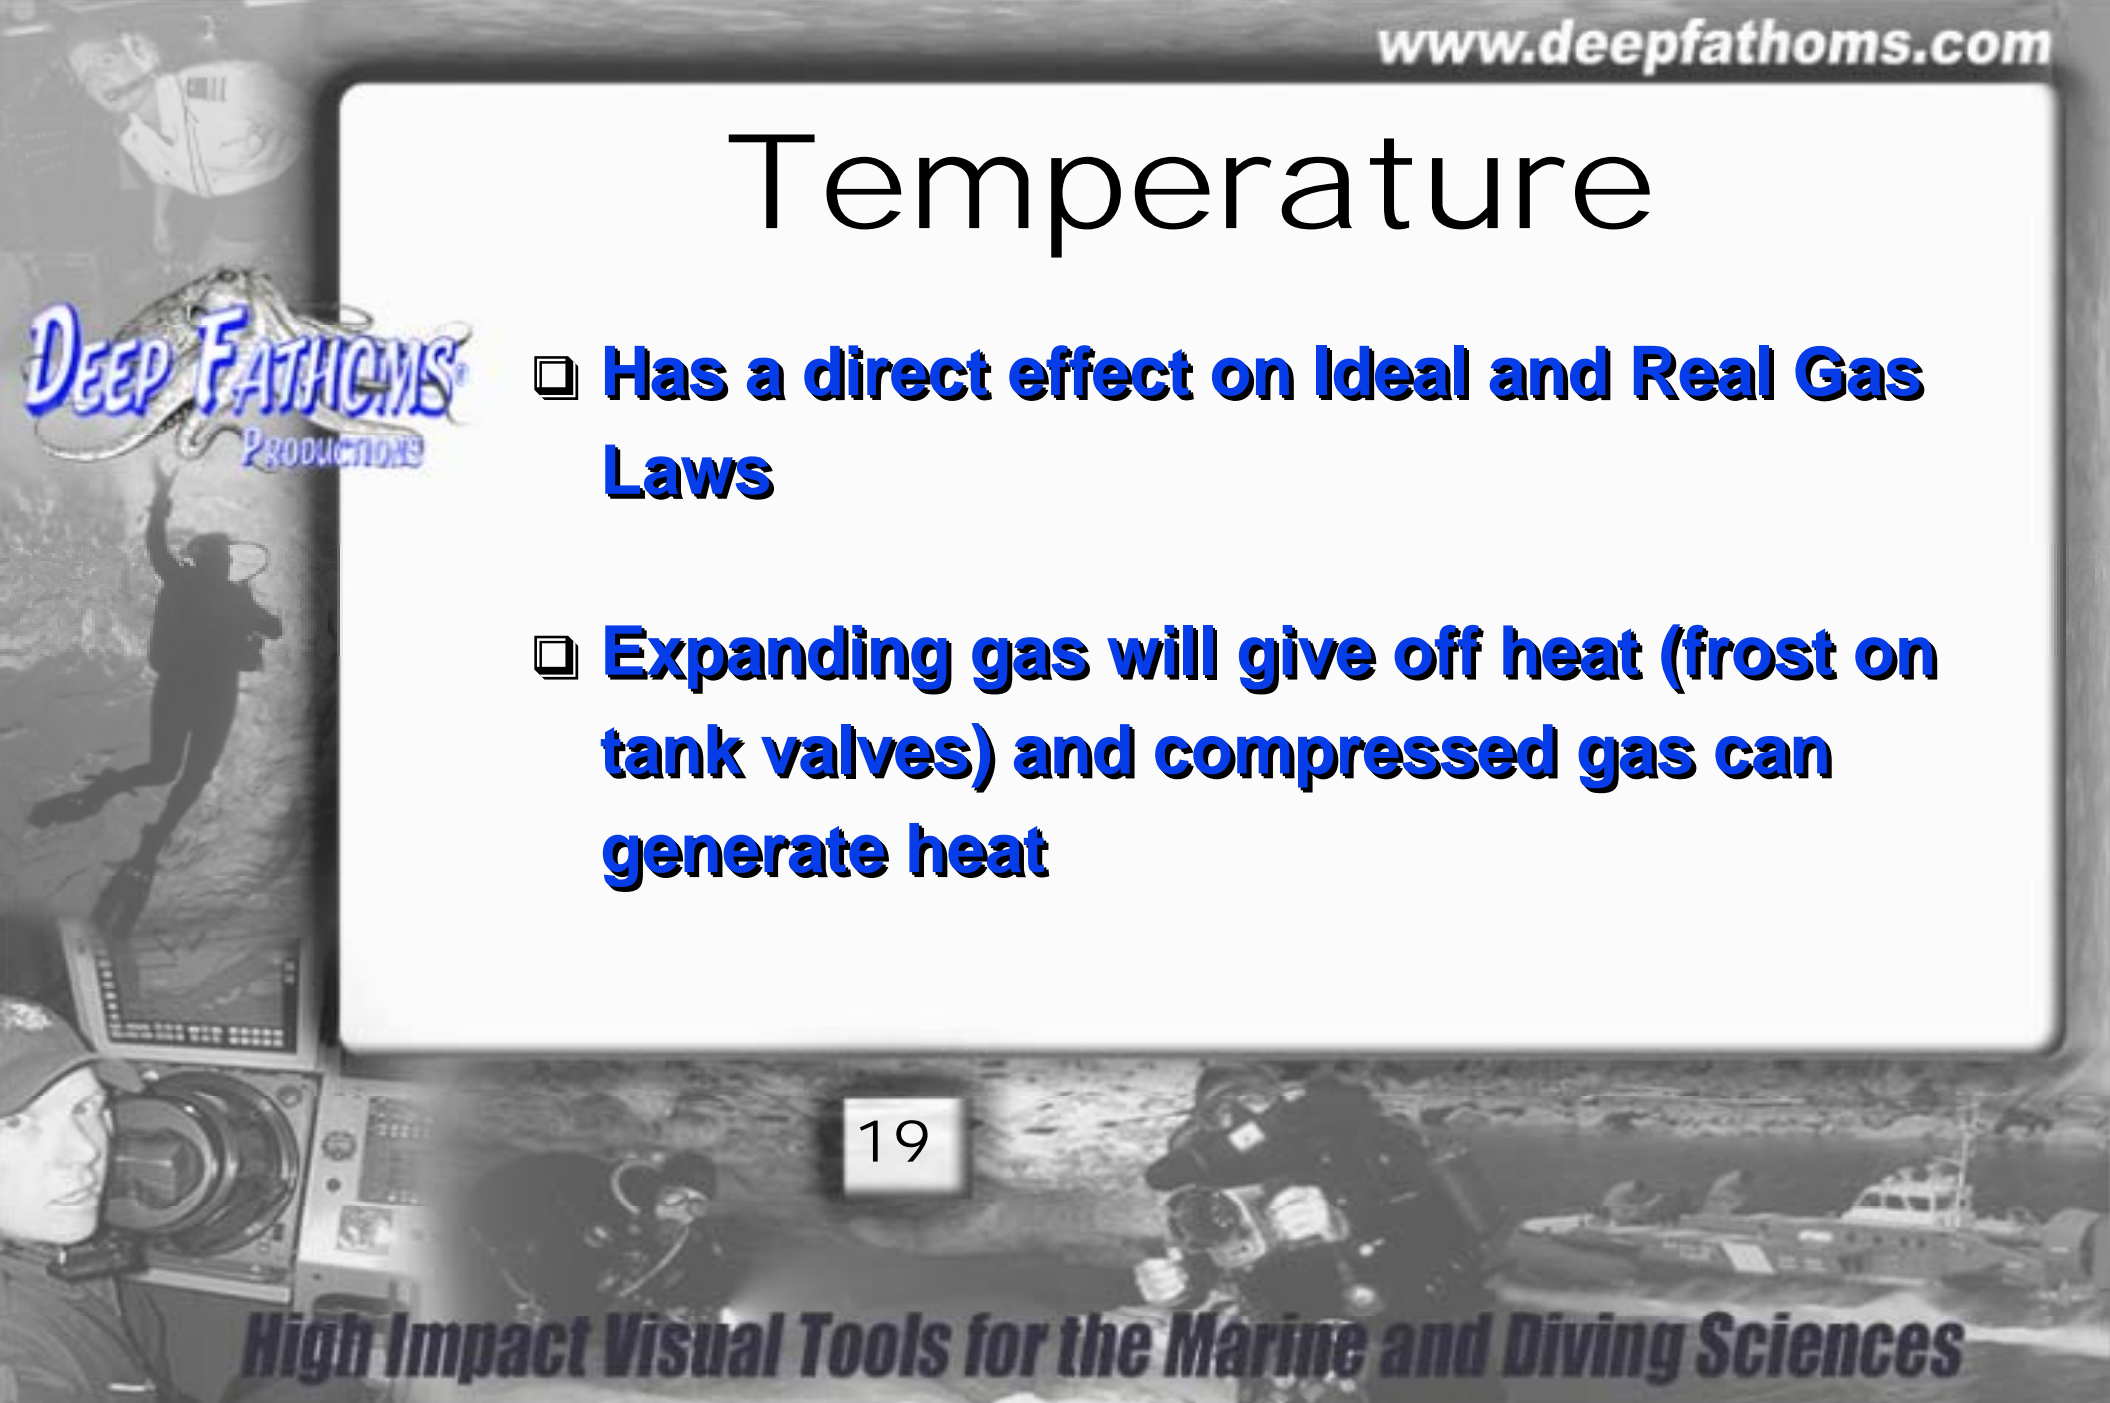 www.deepfathoms.com
Temperature
DEEP FATHOMS®
PRODUCTIONS
❑ Has a direct effect on Ideal and Real Gas
Laws
❑ Expanding gas will give off heat (frost on
tank valves) and compressed gas can
generate heat
19
High Impact Visual Tools for the Marine and Diving Sciences